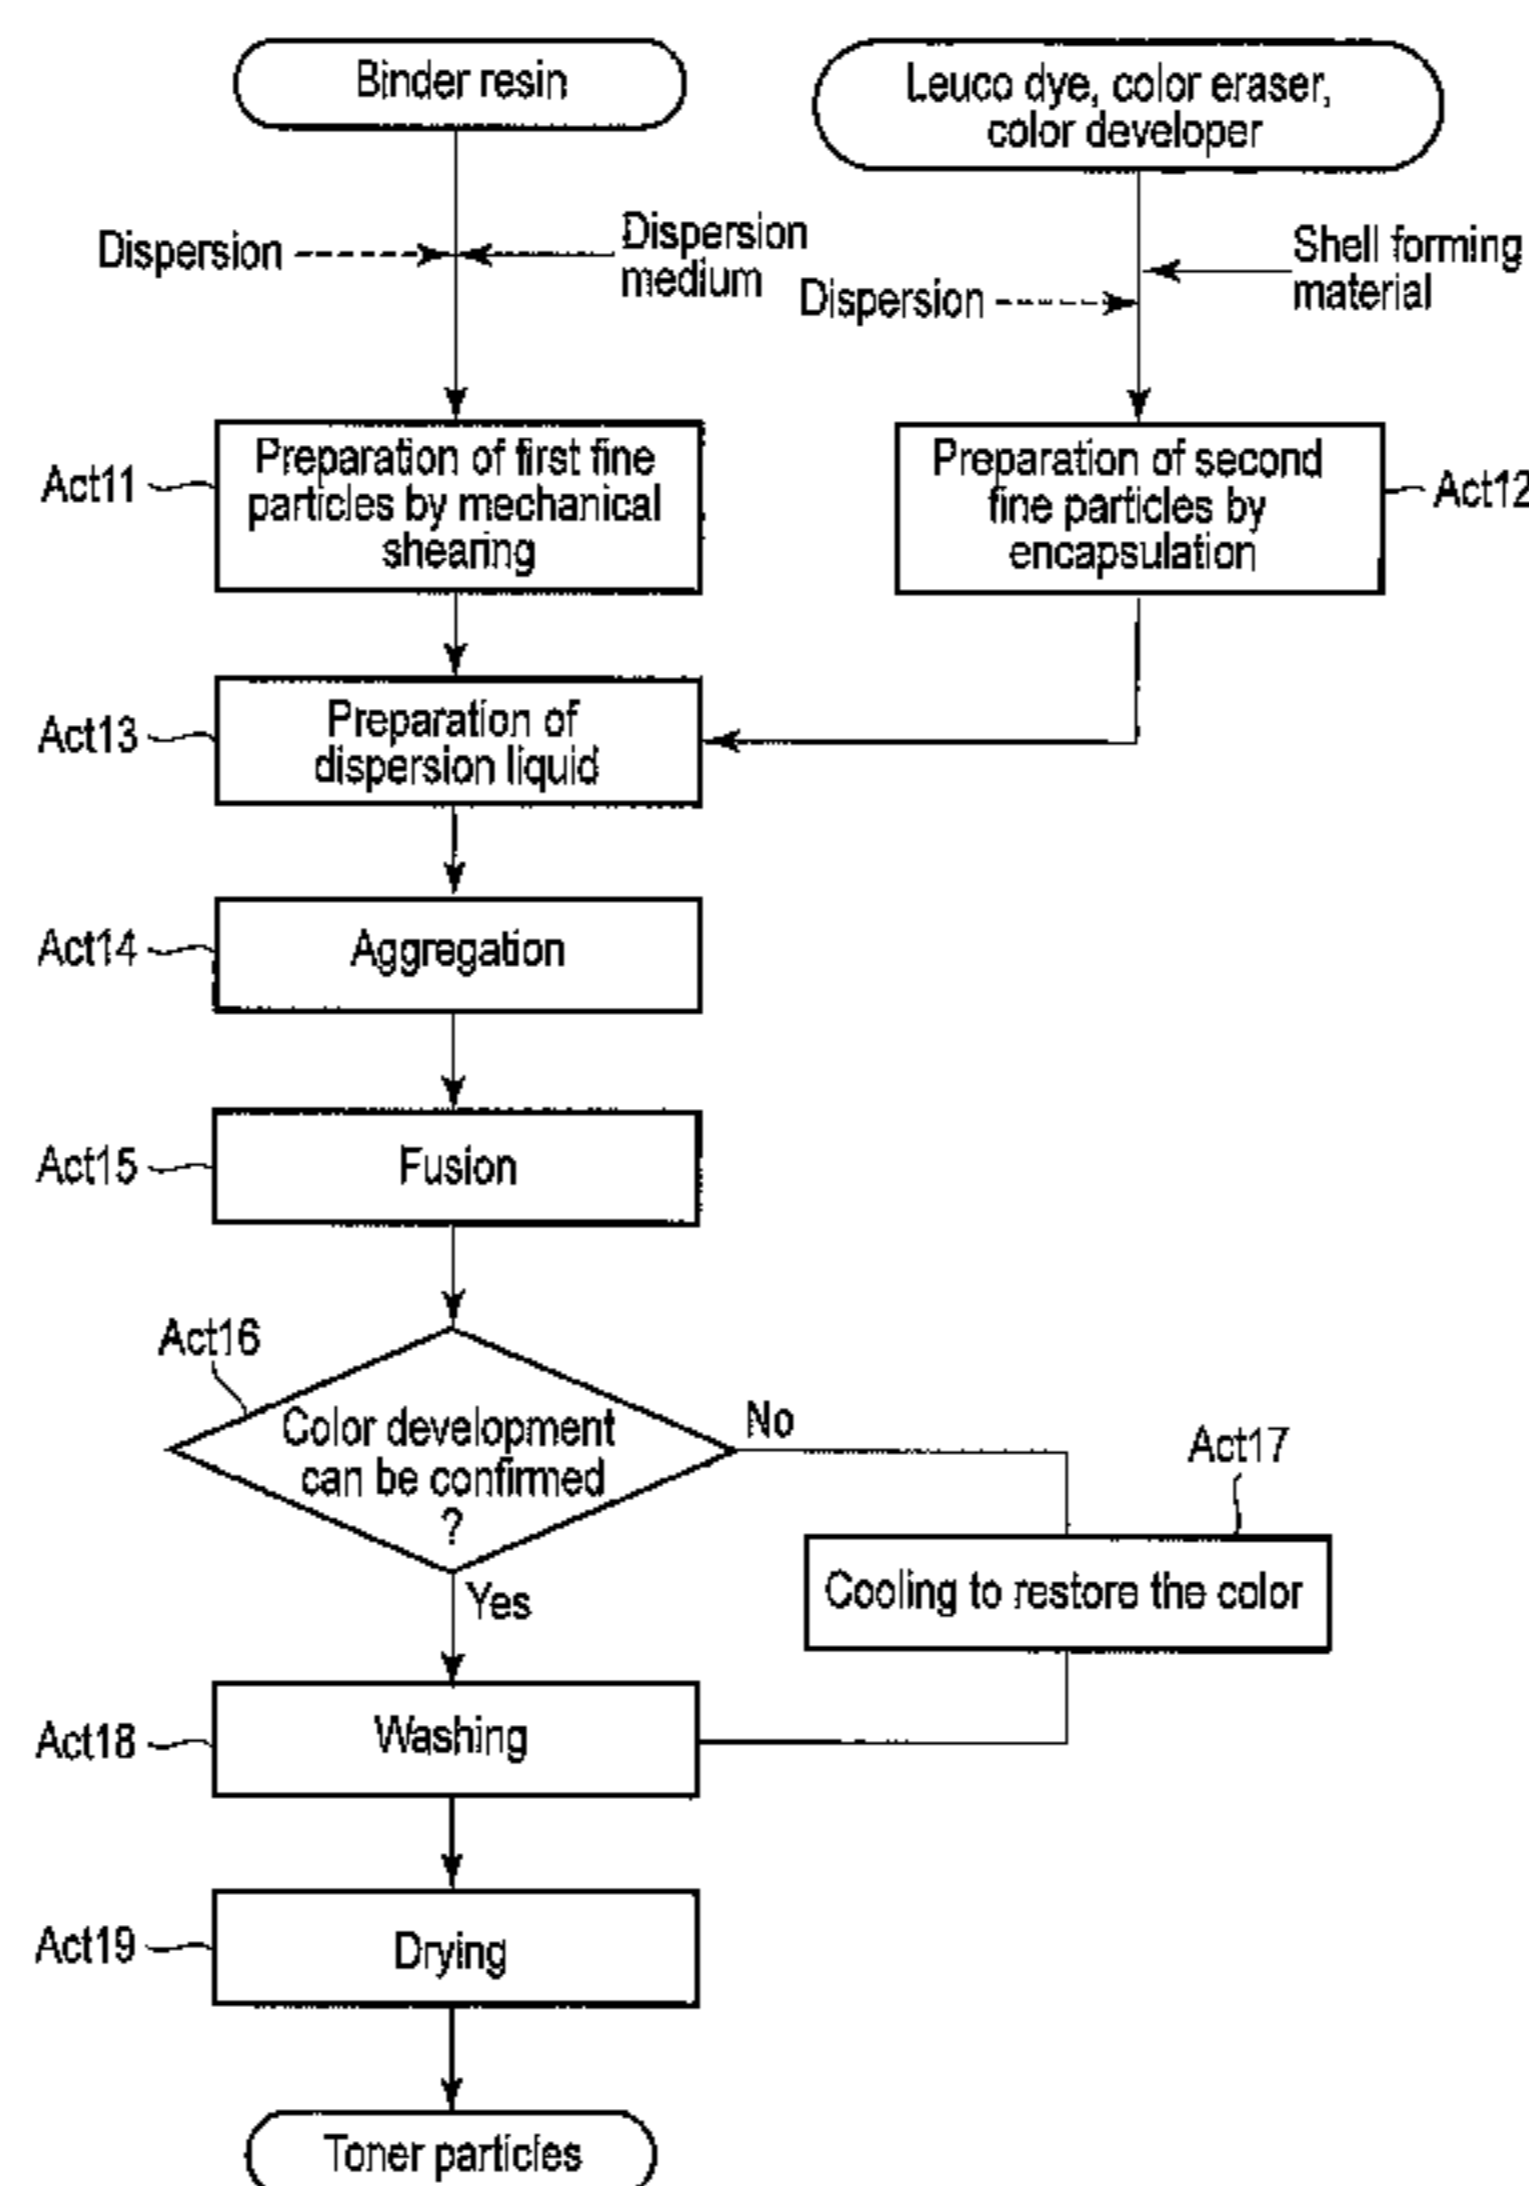 Binder resin
Leuco dye, color eraser,
color developer
Dispersion
Dispersion
medium
Shell forming
material
Dispersion
Act11
Preparation of first fine
particles by mechanical
shearing
Preparation of second
fine particles by
encapsulation
Act12
Act13
Preparation of
dispersion liquid
Act14
Aggregation
Act15
Fusion
Act16
Color development
can be confirmed
?
No
Act17
Cooling to restore the color
Yes
Act18
Washing
Act19
Drying
Toner particles